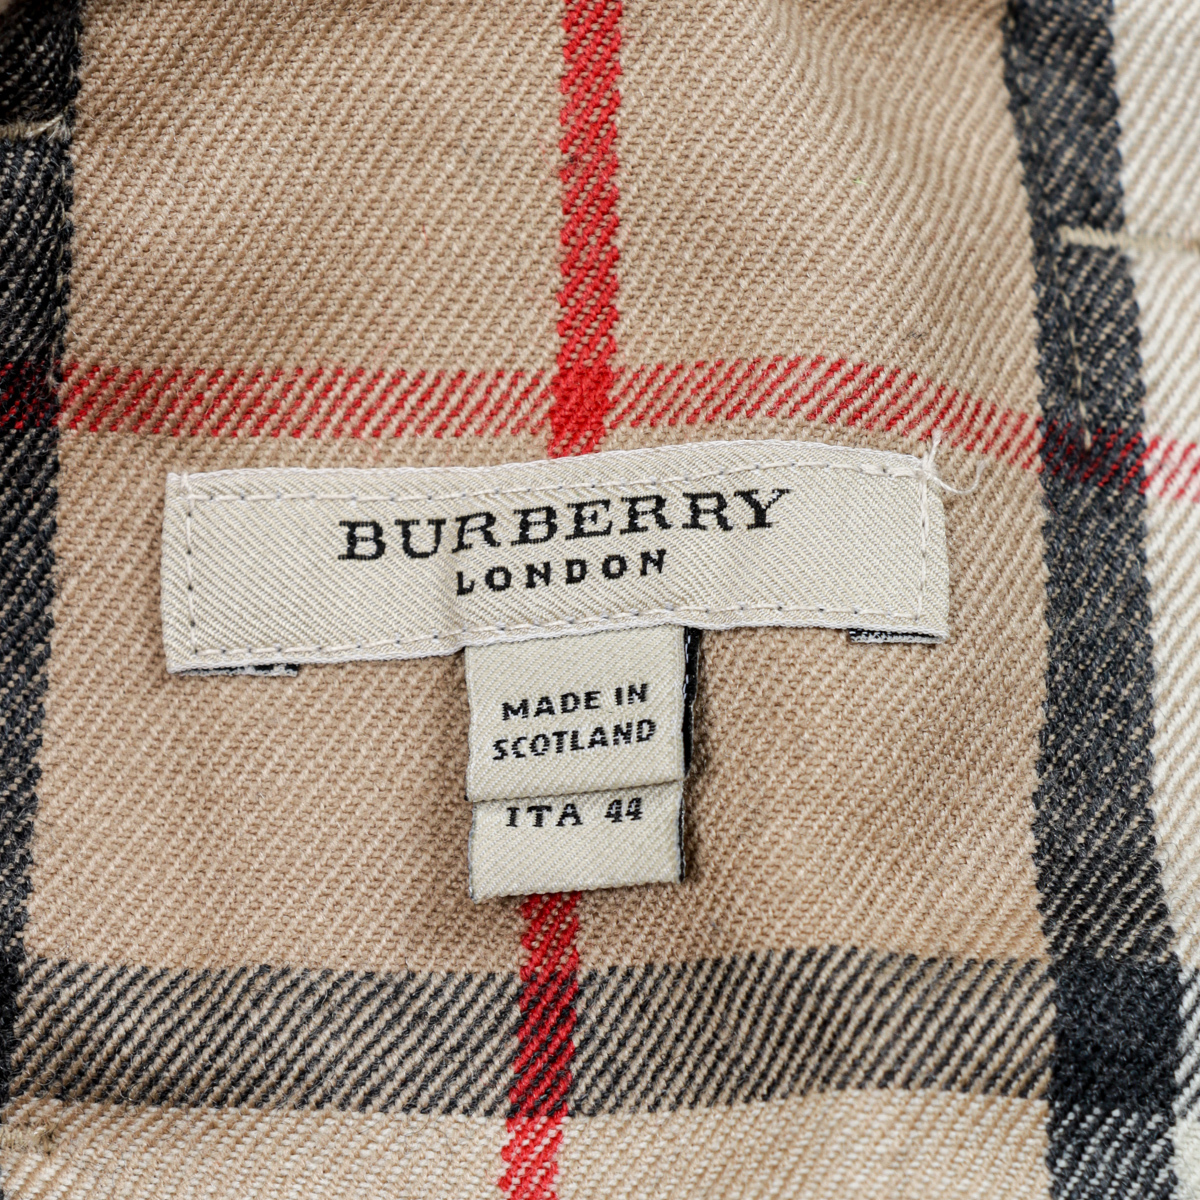 BURBERRY
LONDON
MADE IN
SCOTLAND
ITA 44